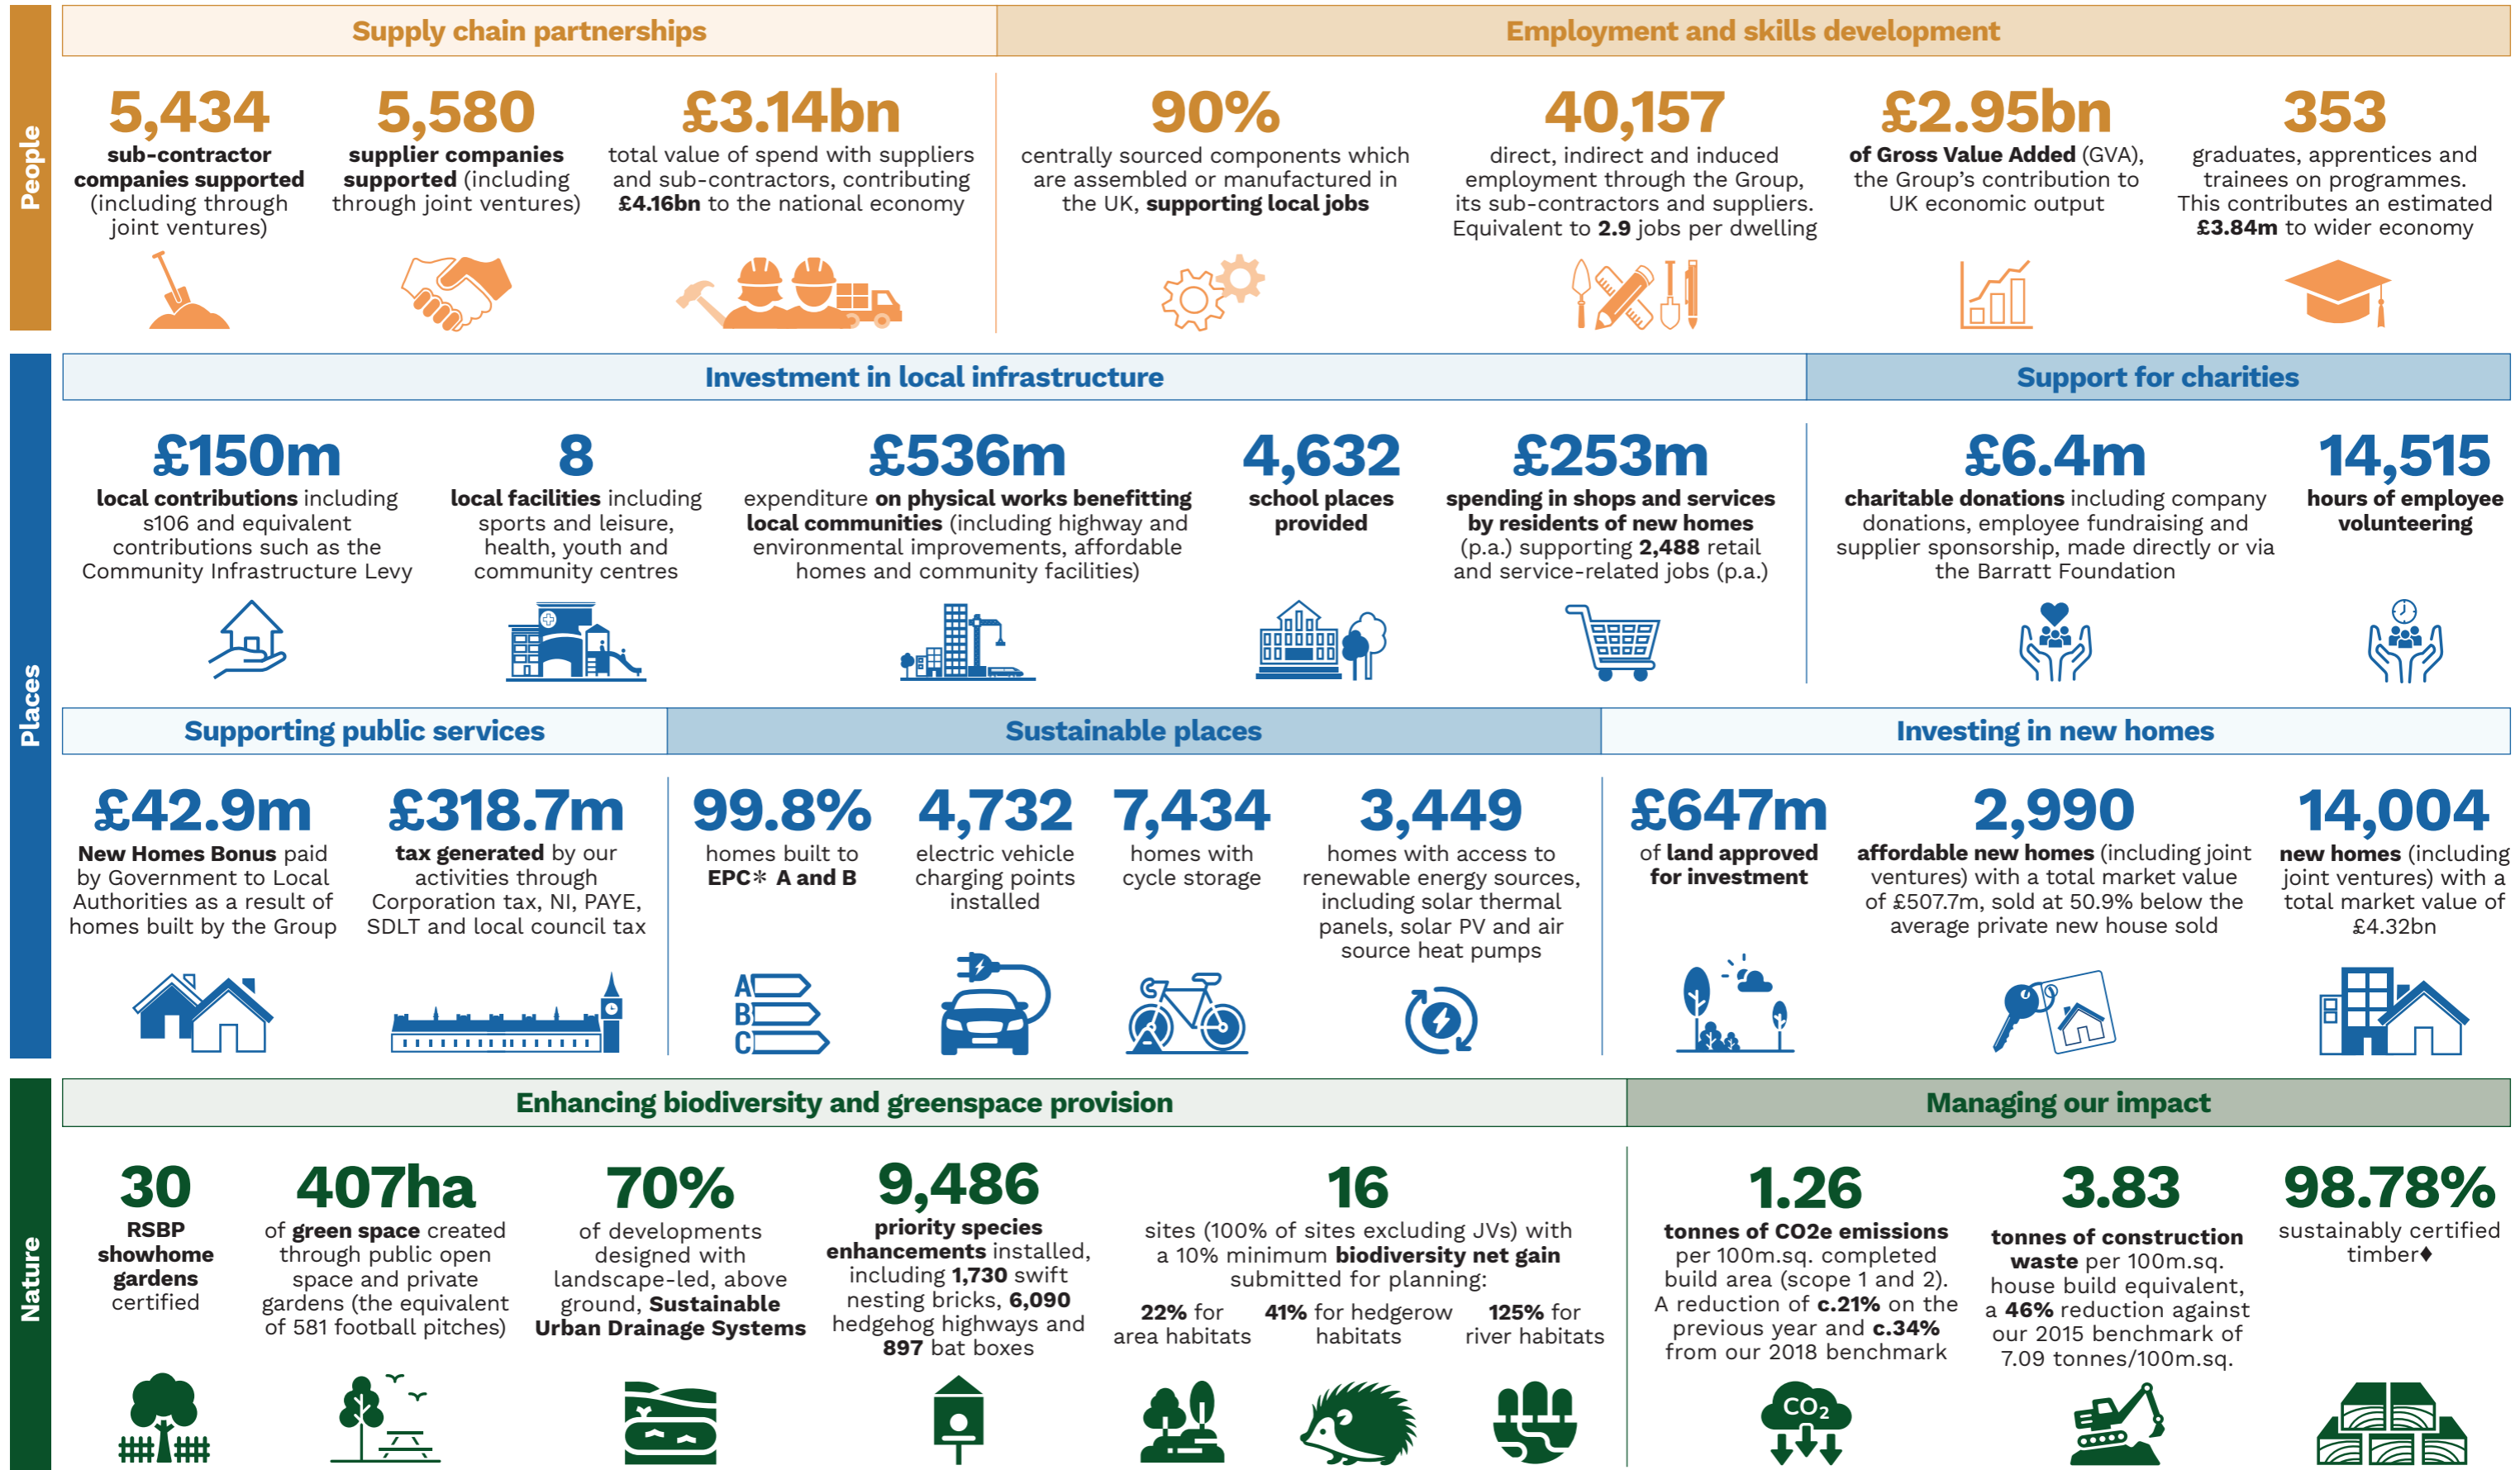 People
Supply chain partnerships
5,434
sub-contractor
companies supported
(including through
joint ventures)
5,580
supplier companies
supported (including
through joint ventures)
£3.14bn
total value of spend with suppliers
and sub-contractors, contributing
£4.16bn to the national economy
Employment and skills development
90%
centrally sourced components which
are assembled or manufactured in
the UK, supporting local jobs
40,157
direct, indirect and induced
employment through the Group,
its sub-contractors and suppliers.
Equivalent to 2.9 jobs per dwelling
£2.95bn
of Gross Value Added (GVA),
the Group's contribution to
UK economic output
353
graduates, apprentices and
trainees on programmes.
This contributes an estimated
£3.84m to wider economy
Places
Investment in local infrastructure
£150m
local contributions including
s106 and equivalent
contributions such as the
Community Infrastructure Levy
8
local facilities including
sports and leisure,
health, youth and
community centres
£536m
expenditure on physical works benefitting
local communities (including highway and
environmental improvements, affordable
homes and community facilities)
4,632
school places
provided
£253m
spending in shops and services
by residents of new homes
(p.a.) supporting 2,488 retail
and service-related jobs (p.a.)
Support for charities
£6.4m
charitable donations including company
donations, employee fundraising and
supplier sponsorship, made directly or via
the Barratt Foundation
14,515
hours of employee
volunteering
Supporting public services
£42.9m
New Homes Bonus paid
by Government to Local
Authorities as a result of
homes built by the Group
£318.7m
tax generated by our
activities through
Corporation tax, NI, PAYE,
SDLT and local council tax
Sustainable places
99.8%
homes built to
EPC* A and B
A
B
C
4,732
electric vehicle
charging points
installed
7,434
homes with
cycle storage
3,449
homes with access to
renewable energy sources,
including solar thermal
panels, solar PV and air
source heat pumps
Investing in new homes
£647m
of land approved
for investment
2,990
affordable new homes (including joint
ventures) with a total market value
of £507.7m, sold at 50.9% below the
average private new house sold
14,004
new homes (including
joint ventures) with a
total market value of
£4.32bn
Nature
Enhancing biodiversity and greenspace provision
30
RSBP
showhome
gardens
certified
407ha
of green space created
through public open
space and private
gardens (the equivalent
of 581 football pitches)
70%
of developments
designed with
landscape-led, above
ground, Sustainable
Urban Drainage Systems
9,486
priority species
enhancements installed,
including 1,730 swift
nesting bricks, 6,090
hedgehog highways and
897 bat boxes
16
sites (100% of sites excluding JVs) with
a 10% minimum biodiversity net gain
submitted for planning:
22% for
area habitats
41% for hedgerow
habitats
125% for
river habitats
Managing our impact
1.26
tonnes of CO2e emissions
per 100m.sq. completed
build area (scope 1 and 2).
A reduction of c.21% on the
previous year and c.34%
from our 2018 benchmark
CO₂
3.83
tonnes of construction
waste per 100m.sq.
house build equivalent,
a 46% reduction against
our 2015 benchmark of
7.09 tonnes/100m.sq.
98.78%
sustainably certified
timber♦